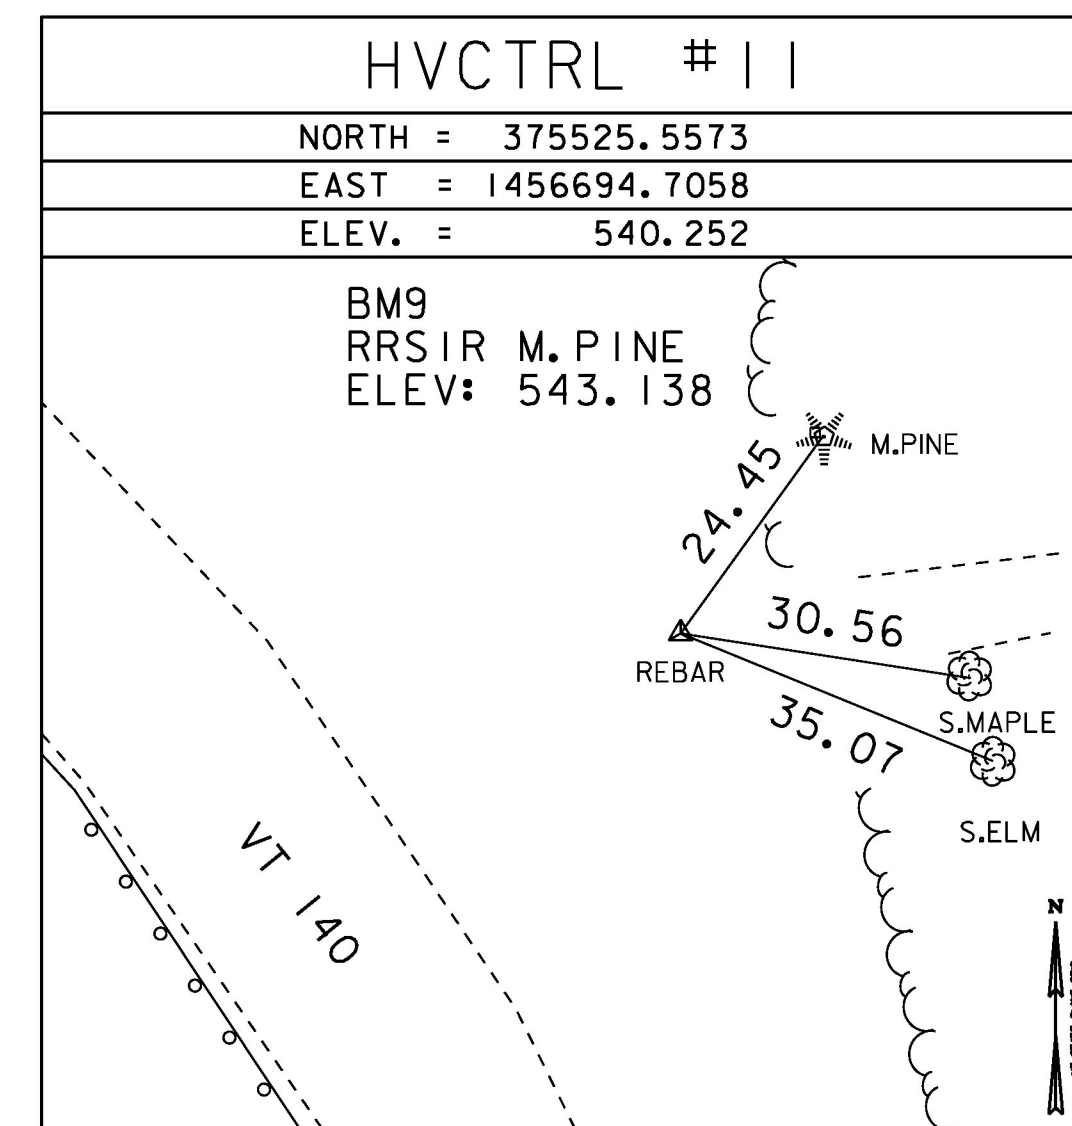 HVCTRL #11
NORTH = 375525.5573
EAST = 1456694.7058
ELEV. = 540.252
BM9
RRSIR M.PINE
ELEV: 543.138
M.PINE
24.45
30.56
REBAR
35.07
S.MAPLE
S.ELM
VT 140
N